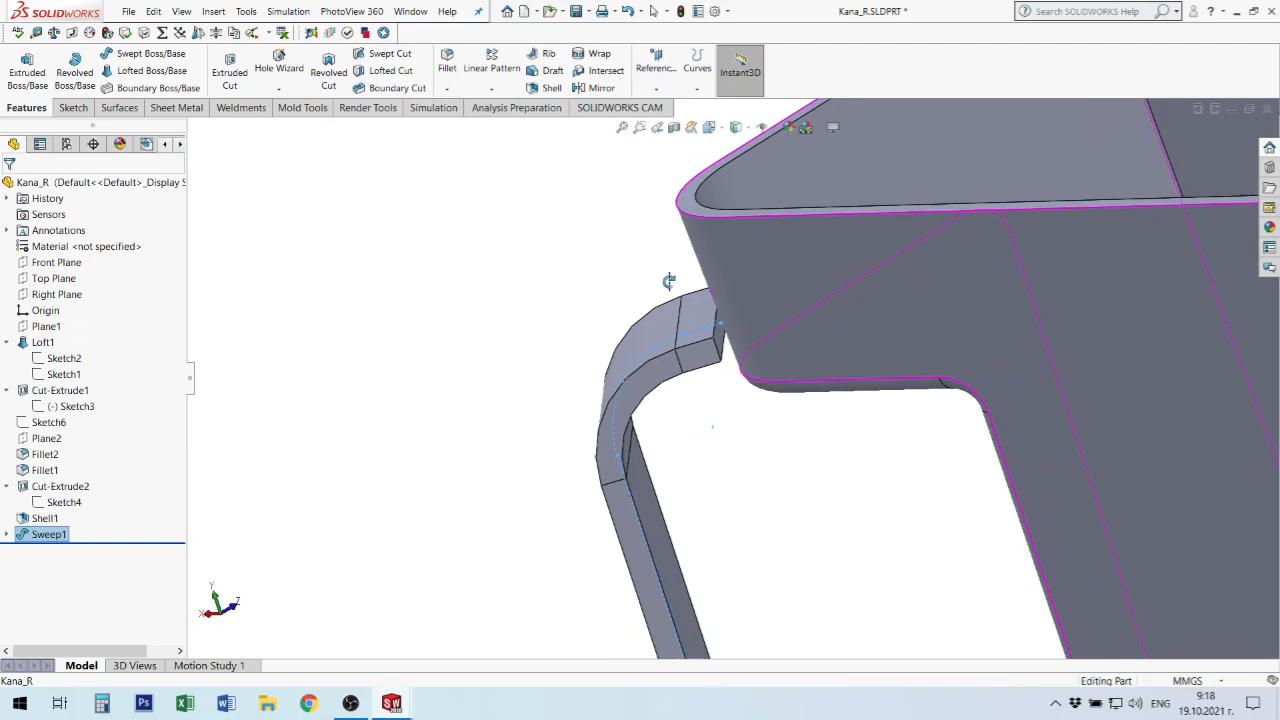 SOLIDWORKS File Edit View Insert Tools Simulation PhotoView 360 Window Help Kana_R.SLDPRT * Search SOLIDWORKS Help
Extruded Boss/Base
Revolved Boss/Base
Swept Boss/Base
Lofted Boss/Base
Boundary Boss/Base
Extruded Cut
Hole Wizard
Revolved Cut
Swept Cut
Lofted Cut
Boundary Cut
Fillet
Linear Pattern
Rib
Draft
Shell
Wrap
Intersect
Mirror
Referenc...
Curves
Instant3D
Features Sketch Surfaces Sheet Metal Weldments Mold Tools Render Tools Simulation Analysis Preparation SOLIDWORKS CAM
Kana_R (Default<<Default>_Display S
History
Sensors
Annotations
Material <not specified>
Front Plane
Top Plane
Right Plane
Origin
Plane1
Loft1
Sketch2
Sketch1
Cut-Extrude1
(-) Sketch3
Sketch6
Plane2
Fillet2
Fillet1
Cut-Extrude2
Sketch4
Shell1
Sweep1
Y
X
Z
Model 3D Views Motion Study 1
Kana_R Editing Part MMGS
ENG 9:18
19.10.2021 г.